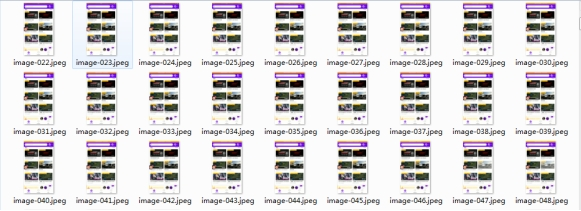 image-022.jpeg image-023.jpeg image-024.jpeg image-025.jpeg image-026.jpeg image-027.jpeg image-028.jpeg image-029.jpeg image-030.jpeg
image-031.jpeg image-032.jpeg image-033.jpeg image-034.jpeg image-035.jpeg image-036.jpeg image-037.jpeg image-038.jpeg image-039.jpeg
image-040.jpeg image-041.jpeg image-042.jpeg image-043.jpeg image-044.jpeg image-045.jpeg image-046.jpeg image-047.jpeg image-048.jpeg